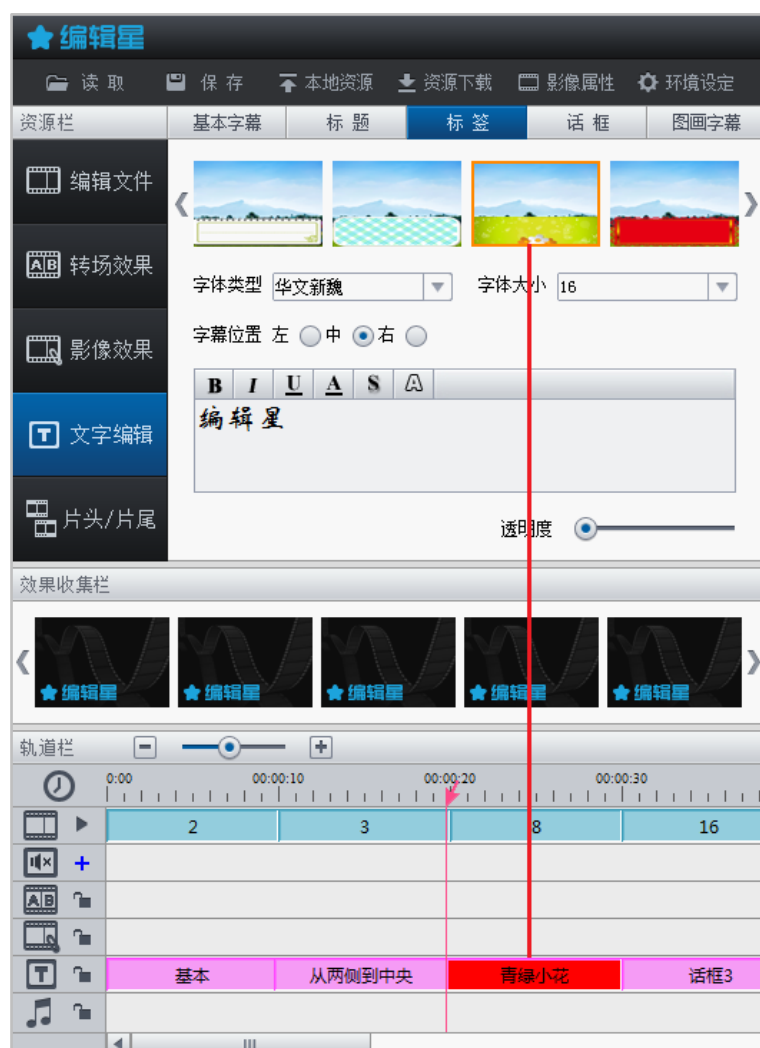 编辑星
读取 保存 本地资源 资源下载 影像属性 环境设定
资源栏 基本字幕 标题 标签 话框 图画字幕
编辑文件
AB 转场效果
字体类型 华文新魏 字体大小 16
影像效果
字幕位置 左 中 右
B I U A S A
T 文字编辑
编辑星
片头/片尾
透明度
效果收集栏
编辑星 编辑星 编辑星 编辑星 编辑星
轨道栏
0:00 00:00:10 00:00:20 00:00:30
2 3 8 16
AB
T 基本 从两侧到中央 青绿小花 话框3